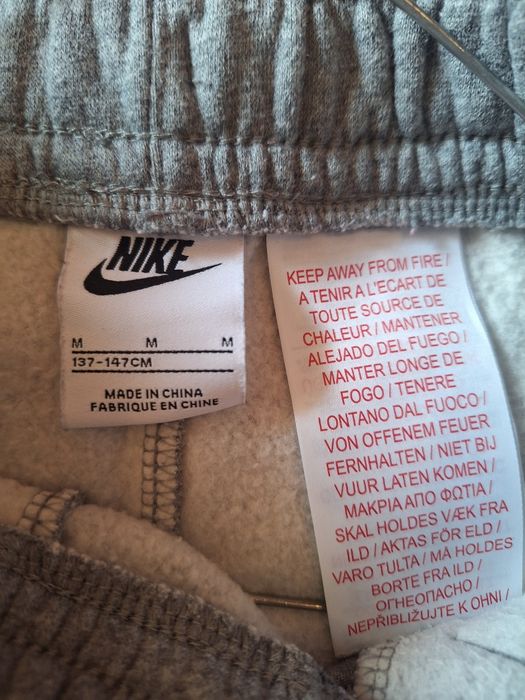 NIKE
M M M
137-147CM
MADE IN CHINA
FABRIQUE EN CHINE
KEEP AWAY FROM FIRE /
A TENIR A L'ECART DE
TOUTE SOURCE DE
CHALEUR / MANTENER
ALEJADO DEL FUEGO /
MANTER LONGE DE
FOGO / TENERE
LONTANO DAL FUOCO /
VON OFFENEM FEUER
FERNHALTEN / NIET BIJ
VUUR LATEN KOMEN /
ΜΑΚΡΙΑ ΑΠΟ ΦΩΤΙΑ /
SKAL HOLDES VÆK FRA
ILD / AKTAS FÖR ELD /
VARO TULTA / MÅ HOLDES
BORTE FRA ILD /
ОГНЕОПАСНО /
NEPŘIBLIŽUJTE K OHNI /